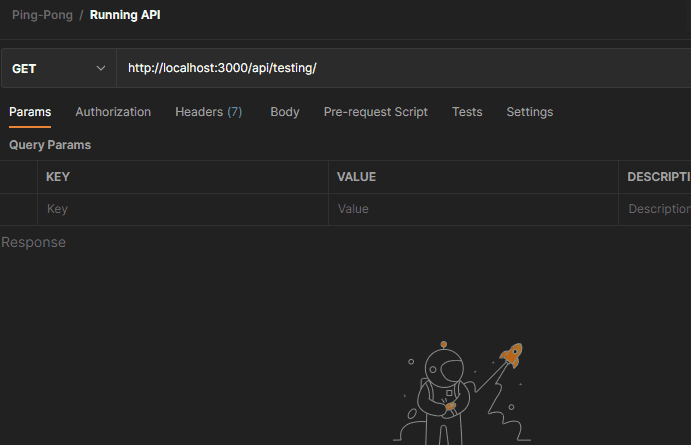 Ping-Pong / Running API
GET http://localhost:3000/api/testing/
Params Authorization Headers (7) Body Pre-request Script Tests Settings
Query Params
KEY VALUE DESCRIPTI
Key Value Description
Response